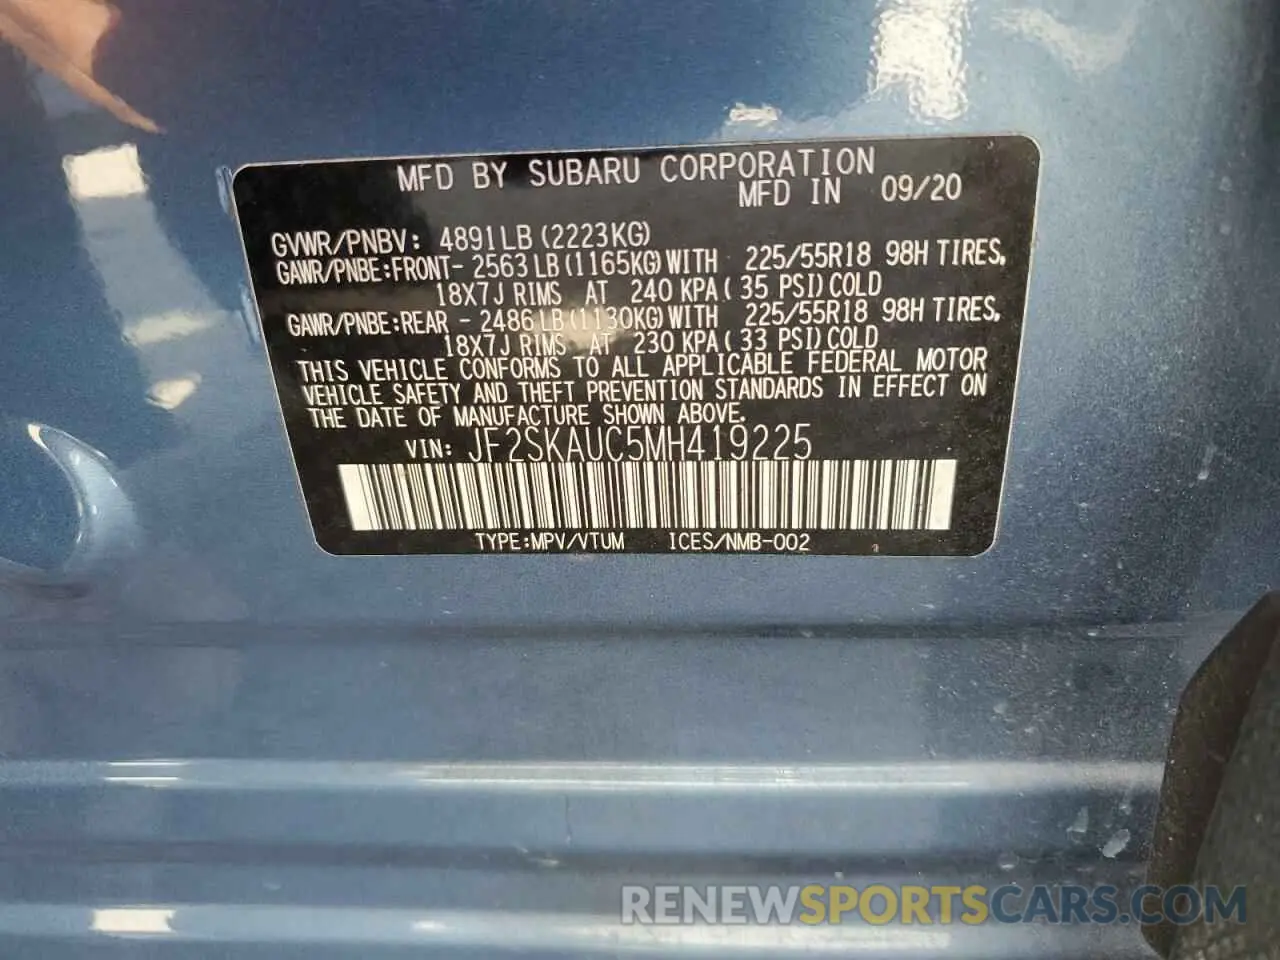 MFD BY SUBARU CORPORATION
MFD IN 09/20
GVWR/PNBV: 4891LB(2223KG)
GAWR/PNBE:FRONT- 2563LB(1165KG)WITH 225/55R18 98H TIRES,
18X7J RIMS AT 240 KPA( 35 PSI)COLD
GAWR/PNBE:REAR - 2486LB(1130KG)WITH 225/55R18 98H TIRES,
18X7J RIMS AT 230 KPA( 33 PSI)COLD
THIS VEHICLE CONFORMS TO ALL APPLICABLE FEDERAL MOTOR
VEHICLE SAFETY AND THEFT PREVENTION STANDARDS IN EFFECT ON
THE DATE OF MANUFACTURE SHOWN ABOVE.
VIN: JF2SKAUC5MH419225
TYPE:MPV/VTUM ICES/NMB-002
RENEWSPORTSCARS.COM